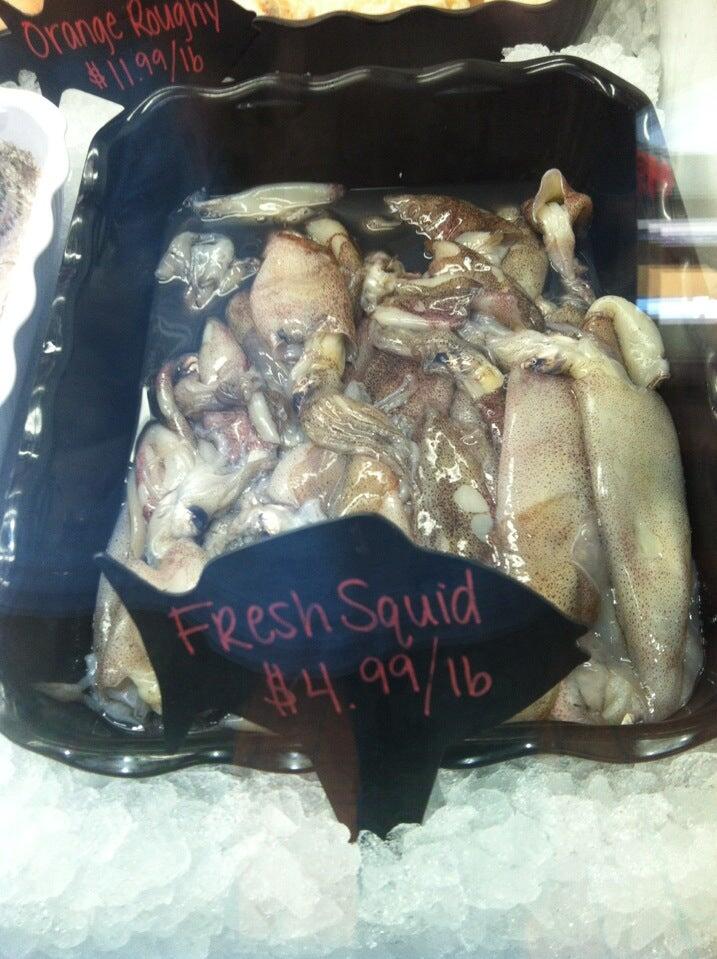 Orange Roughy
$11.99/lb
Fresh Squid
$4.99/lb